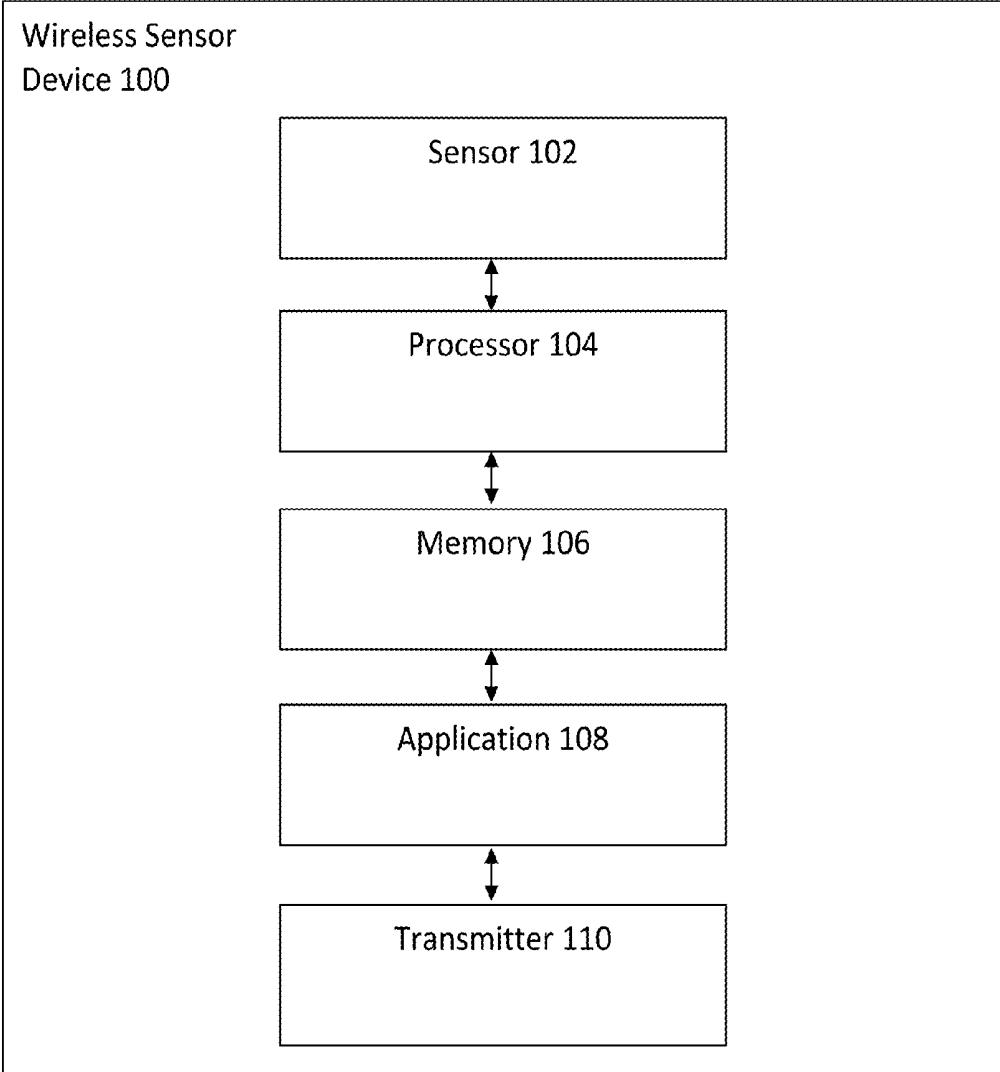 Wireless Sensor
Device 100
Sensor 102
Processor 104
Memory 106
Application 108
Transmitter 110